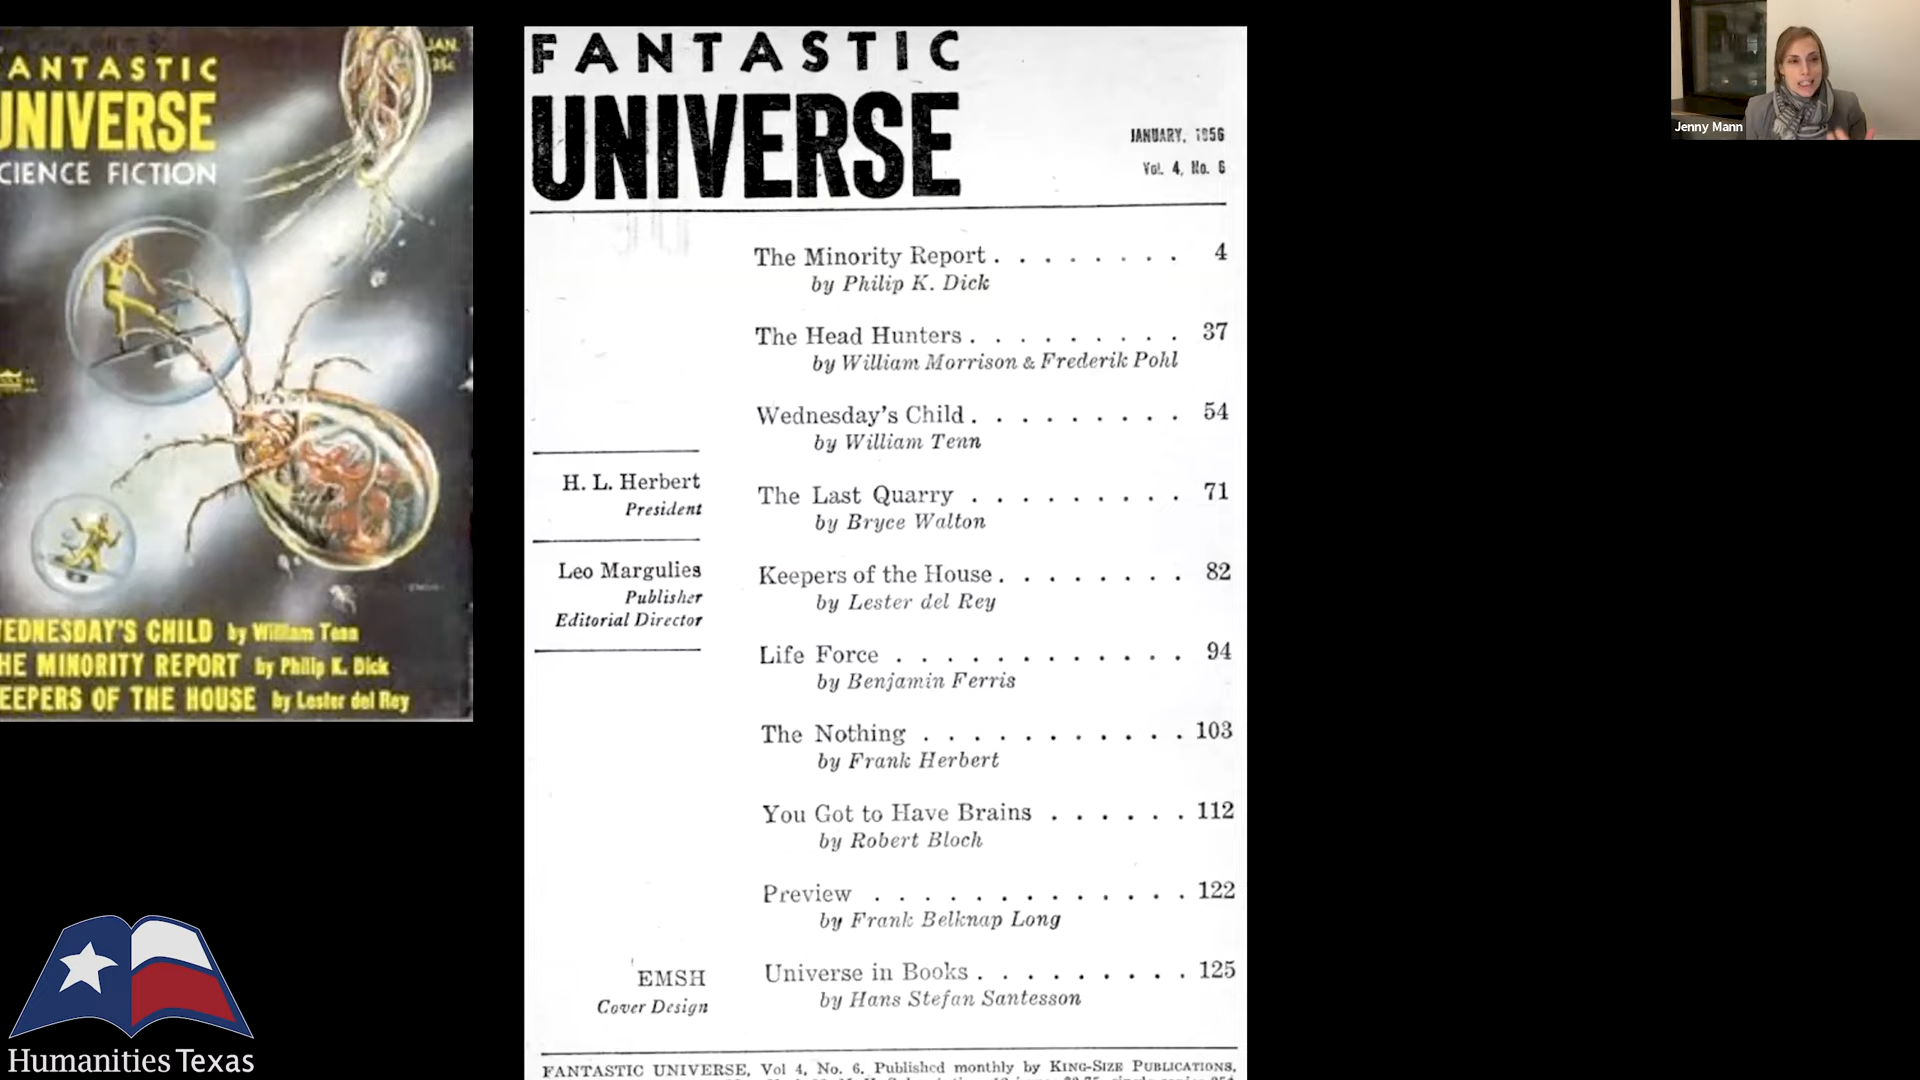 ANTASTIC
UNIVERSE
CIENCE FICTION
JAN.
35c
EDNESDAY'S CHILD by William Tenn
HE MINORITY REPORT by Philip K. Dick
EEPERS OF THE HOUSE by Lester del Rey
FANTASTIC
UNIVERSE
JANUARY, 1956
Vol. 4, No. 6
The Minority Report . . . . . . . . 4
by Philip K. Dick
The Head Hunters . . . . . . . . . 37
by William Morrison & Frederik Pohl
Wednesday's Child . . . . . . . . . 54
by William Tenn
The Last Quarry . . . . . . . . . 71
by Bryce Walton
Keepers of the House . . . . . . . . 82
by Lester del Rey
Life Force . . . . . . . . . . . . 94
by Benjamin Ferris
The Nothing . . . . . . . . . . . 103
by Frank Herbert
You Got to Have Brains . . . . . . 112
by Robert Bloch
Preview . . . . . . . . . . . . . 122
by Frank Belknap Long
Universe in Books . . . . . . . . . 125
by Hans Stefan Santesson
H. L. Herbert
President
Leo Margulies
Publisher
Editorial Director
EMSH
Cover Design
FANTASTIC UNIVERSE, Vol 4, No. 6. Published monthly by KING-SIZE PUBLICATIONS,
Jenny Mann
Humanities Texas